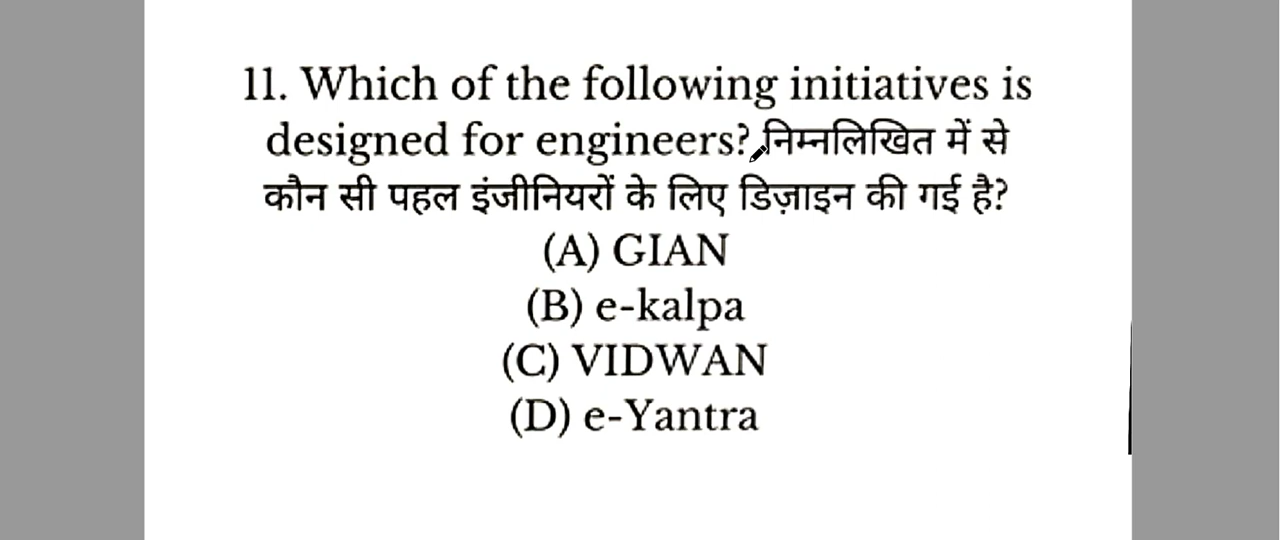 11. Which of the following initiatives is
designed for engineers? निम्नलिखित में से
कौन सी पहल इंजीनियरों के लिए डिज़ाइन की गई है?
(A) GIAN
(B) e-kalpa
(C) VIDWAN
(D) e-Yantra